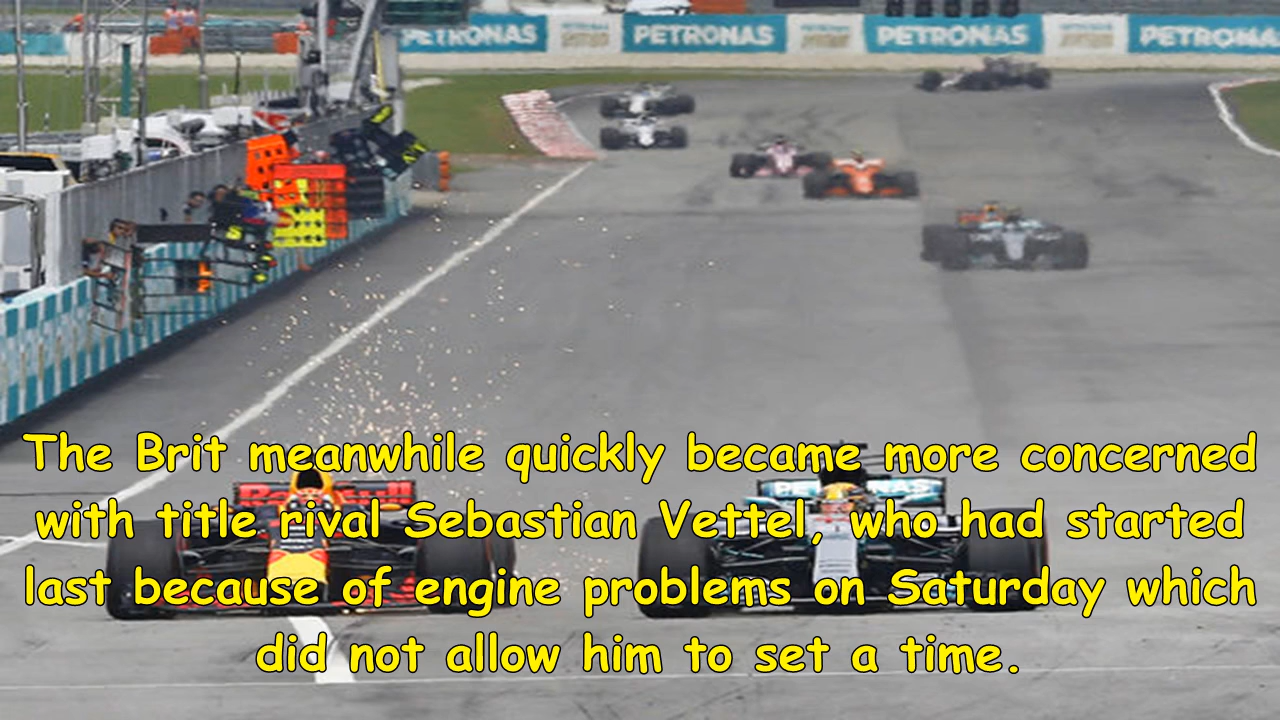 PETRONAS PETRONAS PETRONAS PETRONAS
The Brit meanwhile quickly became more concerned
with title rival Sebastian Vettel, who had started
last because of engine problems on Saturday which
did not allow him to set a time.